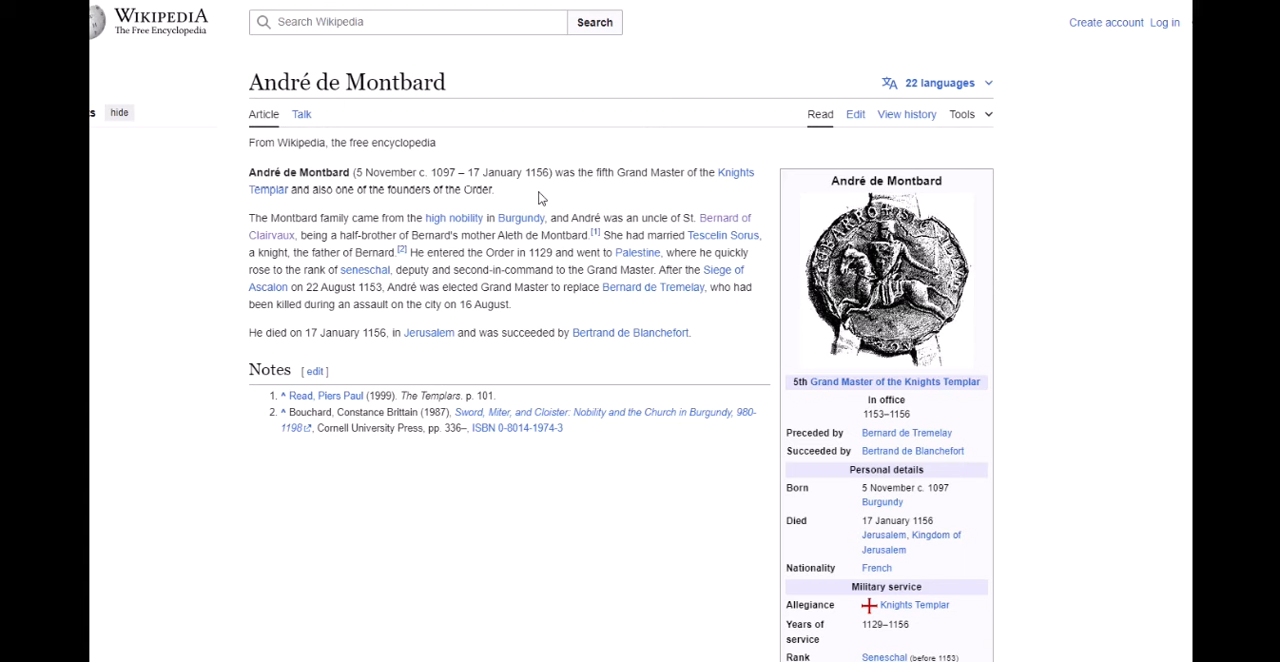 WIKIPEDIA
The Free Encyclopedia
Search Wikipedia
Search
Create account Log in
André de Montbard
22 languages
s hide
Article Talk
Read Edit View history Tools
From Wikipedia, the free encyclopedia
André de Montbard (5 November c. 1097 – 17 January 1156) was the fifth Grand Master of the Knights
Templar and also one of the founders of the Order.
The Montbard family came from the high nobility in Burgundy, and André was an uncle of St. Bernard of
Clairvaux, being a half-brother of Bernard's mother Aleth de Montbard.[1] She had married Tescelin Sorus,
a knight, the father of Bernard.[2] He entered the Order in 1129 and went to Palestine, where he quickly
rose to the rank of seneschal, deputy and second-in-command to the Grand Master. After the Siege of
Ascalon on 22 August 1153, André was elected Grand Master to replace Bernard de Tremelay, who had
been killed during an assault on the city on 16 August.
He died on 17 January 1156, in Jerusalem and was succeeded by Bertrand de Blanchefort.
Notes [ edit ]
1. ^ Read, Piers Paul (1999). The Templars. p. 101.
2. ^ Bouchard, Constance Brittain (1987), Sword, Miter, and Cloister: Nobility and the Church in Burgundy, 980-
1198, Cornell University Press, pp. 336–, ISBN 0-8014-1974-3
André de Montbard
5th Grand Master of the Knights Templar
In office
1153–1156
Preceded by Bernard de Tremelay
Succeeded by Bertrand de Blanchefort
Personal details
Born 5 November c. 1097
Burgundy
Died 17 January 1156
Jerusalem, Kingdom of
Jerusalem
Nationality French
Military service
Allegiance Knights Templar
Years of 1129–1156
service
Rank Seneschal (before 1153)